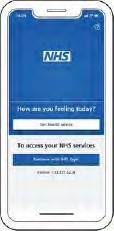 NHS
How are you feeling today?
Get health advice
To access your NHS services
Continue with NHS login